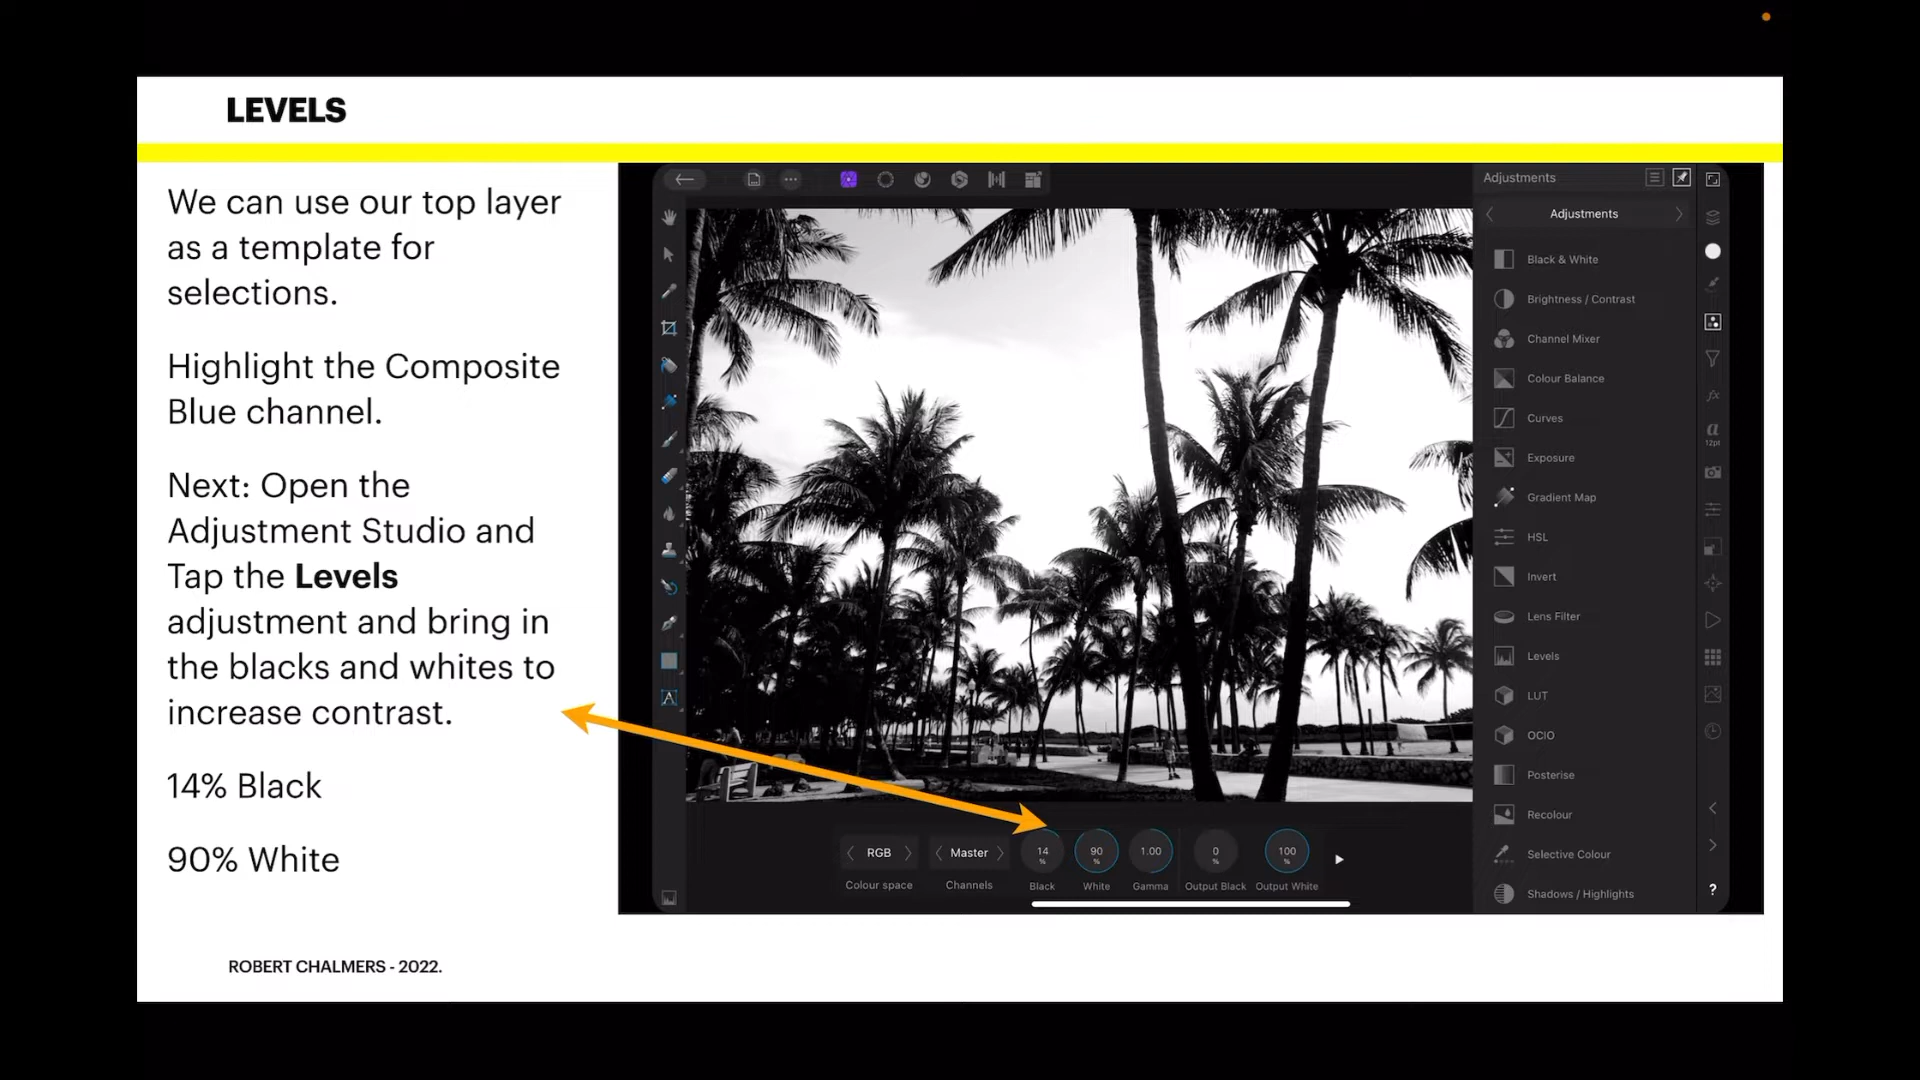 LEVELS
We can use our top layer
as a template for
selections.
Highlight the Composite
Blue channel.
Next: Open the
Adjustment Studio and
Tap the Levels
adjustment and bring in
the blacks and whites to
increase contrast.
14% Black
90% White
ROBERT CHALMERS - 2022.
Adjustments
Adjustments
Black & White
Brightness / Contrast
Channel Mixer
Colour Balance
Curves
Exposure
Gradient Map
HSL
Invert
Lens Filter
Levels
LUT
OCIO
Posterise
Recolour
Selective Colour
Shadows / Highlights
fx
a
12pt
?
A
RGB
Master
14 %
90 %
1.00
0 %
100 %
Colour space
Channels
Black
White
Gamma
Output Black
Output White